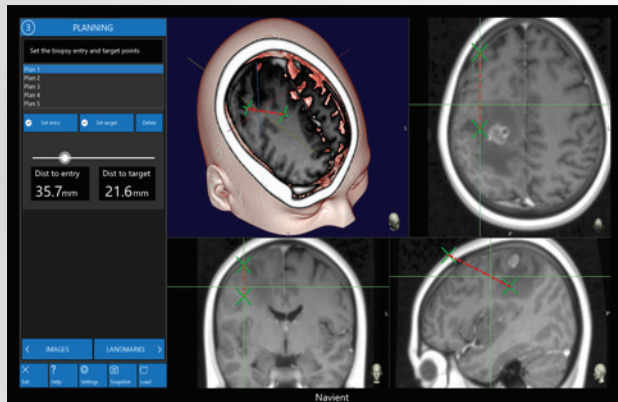 3 PLANNING
Set the biopsy entry and target points
Plan 1
Plan 2
Plan 3
Plan 4
Plan 5
Set entry Set target Delete
Dist to entry Dist to target
35.7mm 21.6mm
< IMAGES LANDMARKS >
Exit Help Settings Snapshot Load
L
P
P
Navient